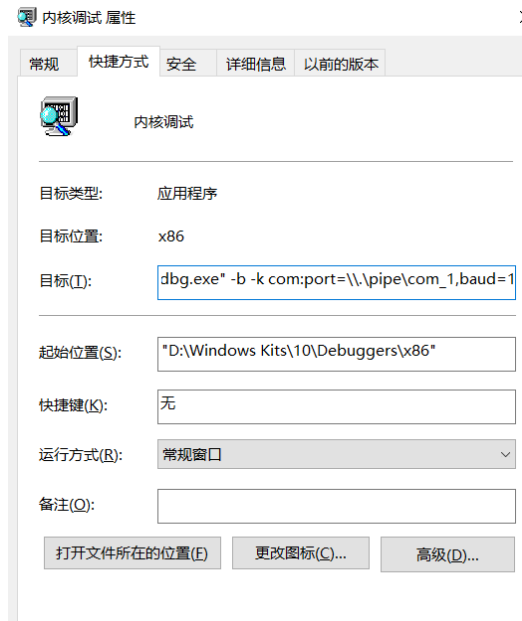 内核调试 属性
常规 快捷方式 安全 详细信息 以前的版本
内核调试
目标类型: 应用程序
目标位置: x86
目标(T): dbg.exe" -b -k com:port=\\.\pipe\com_1,baud=1
起始位置(S): "D:\Windows Kits\10\Debuggers\x86"
快捷键(K): 无
运行方式(R): 常规窗口
备注(O):
打开文件所在的位置(F) 更改图标(C)... 高级(D)...